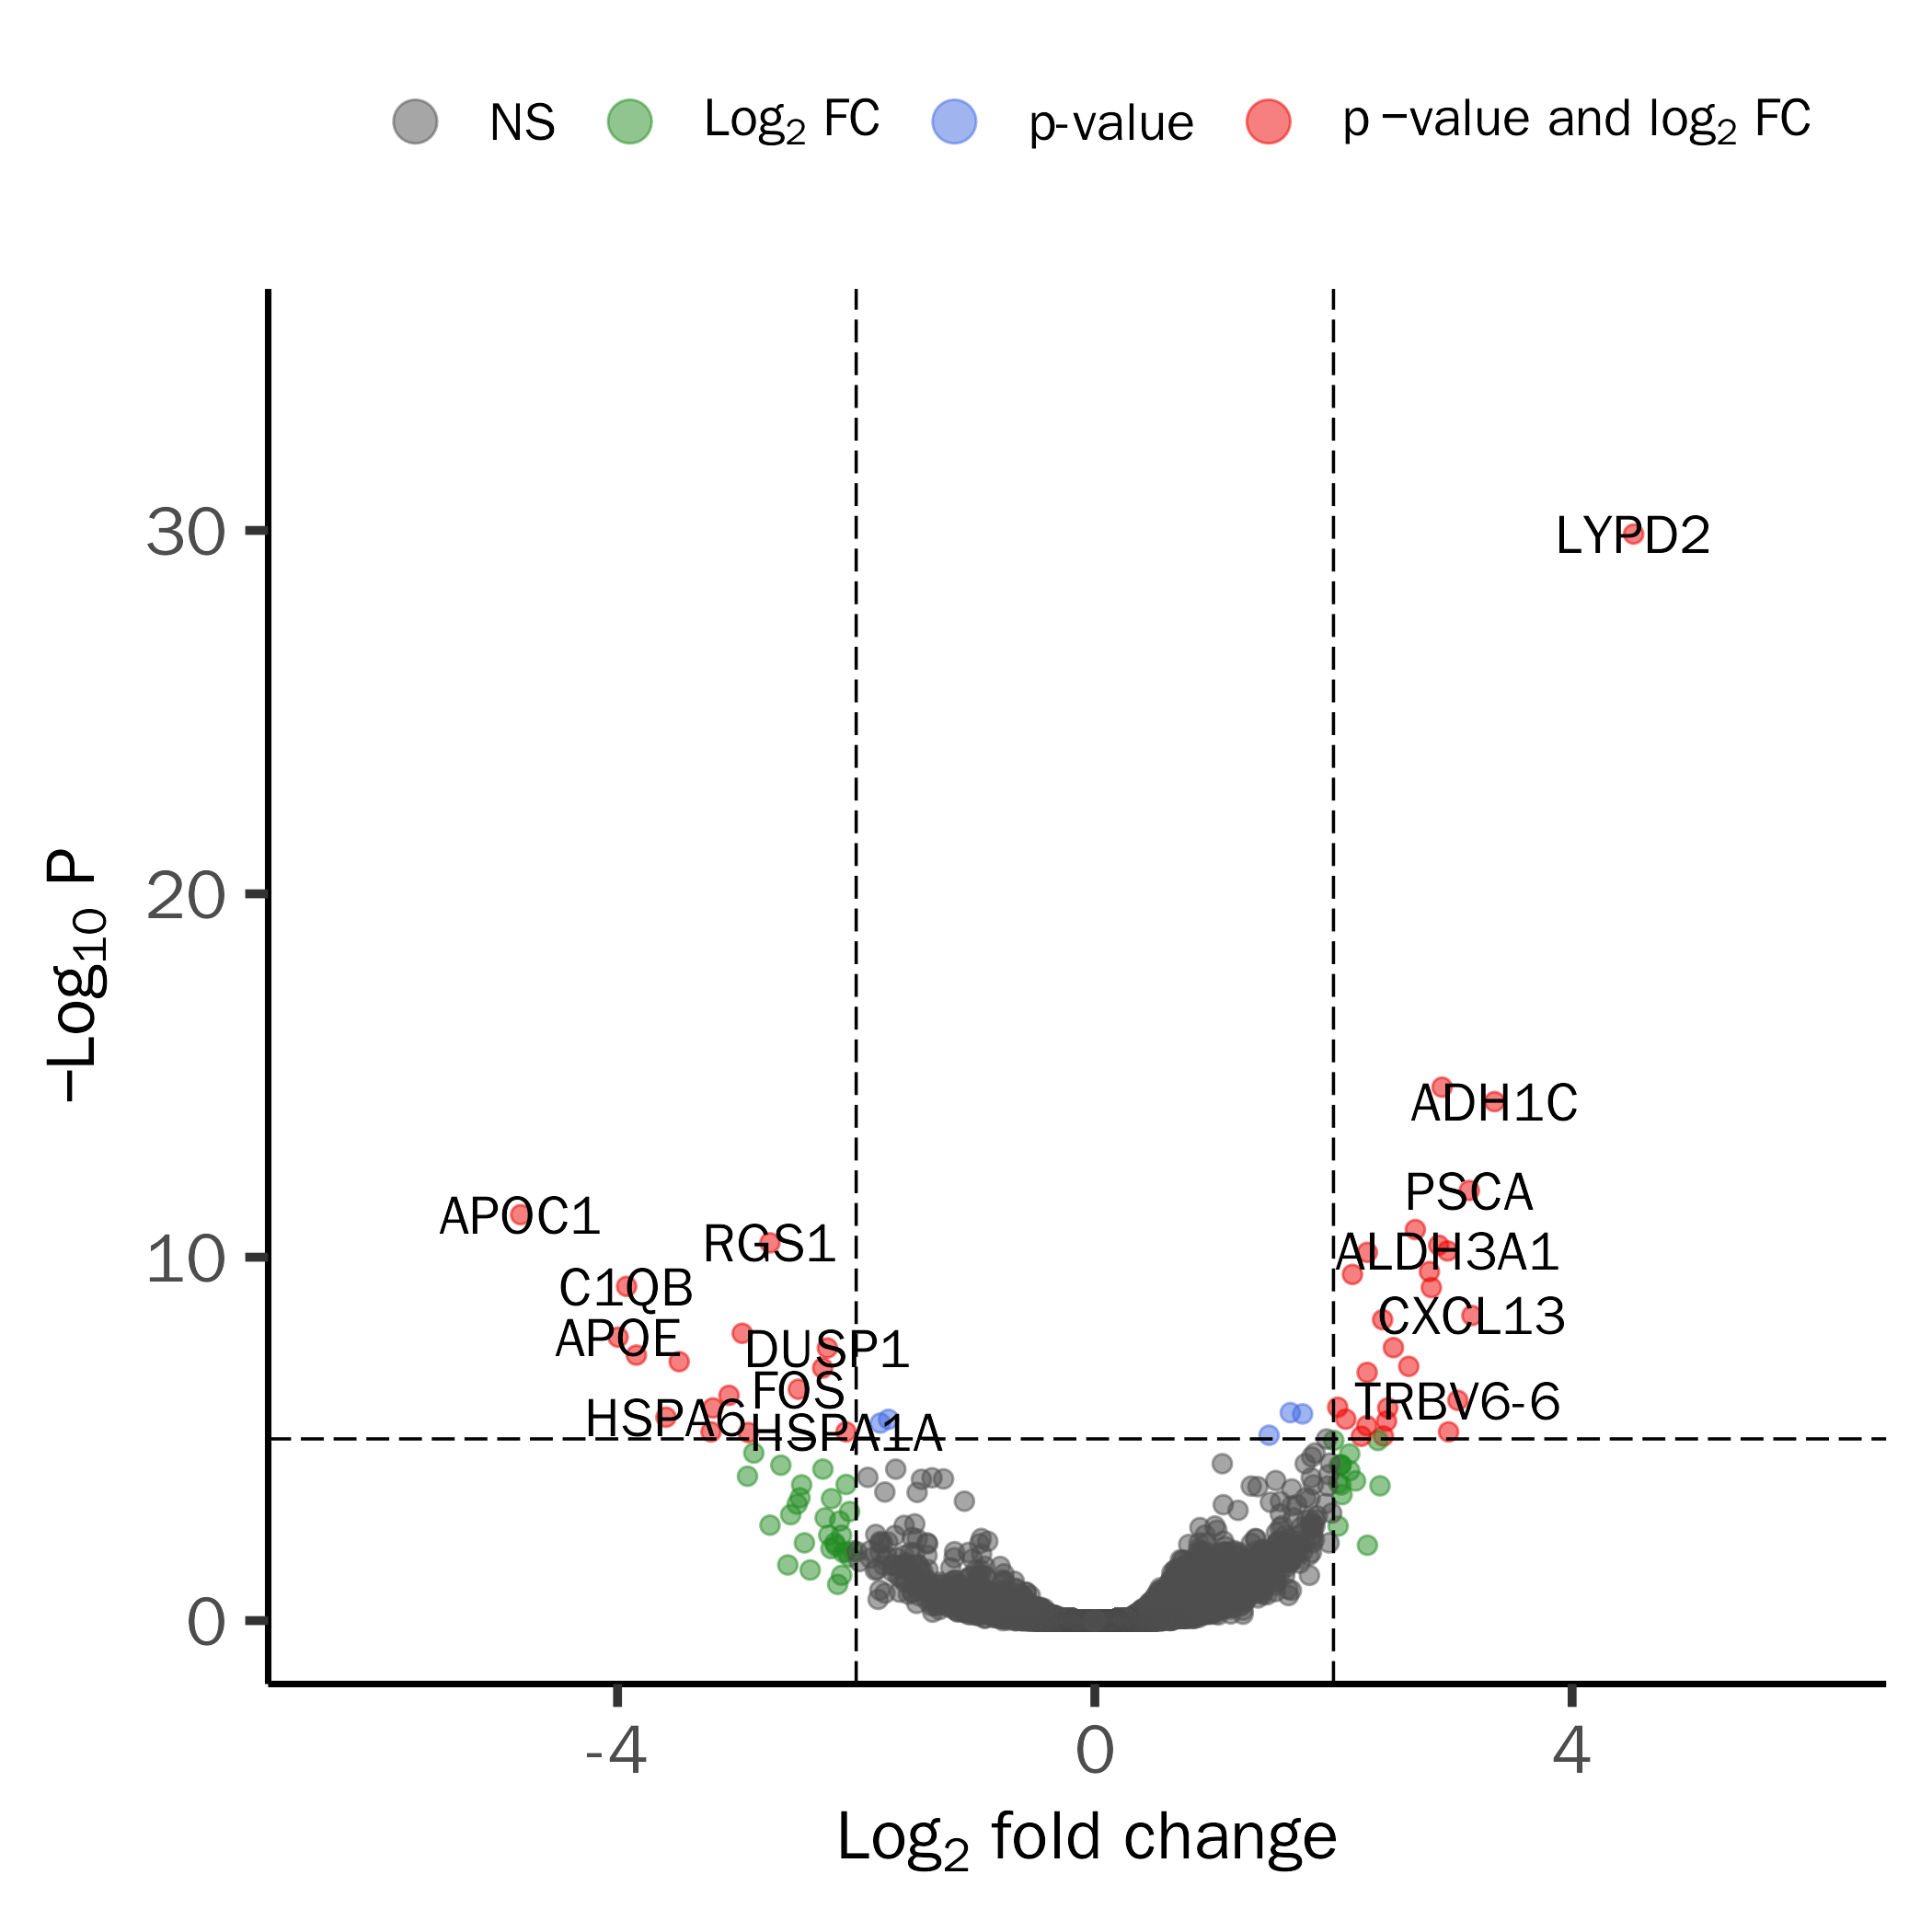 NS Log2 FC p-value p −value and log2 FC
30
LYPD2
20
−Log10 P
ADH1C
PSCA
APOC1
RGS1
10
ALDH3A1
C1QB
CXCL13
APOE
DUSP1
FOS
TRBV6-6
HSPA6
HSPA1A
0
-4 0 4
Log2 fold change